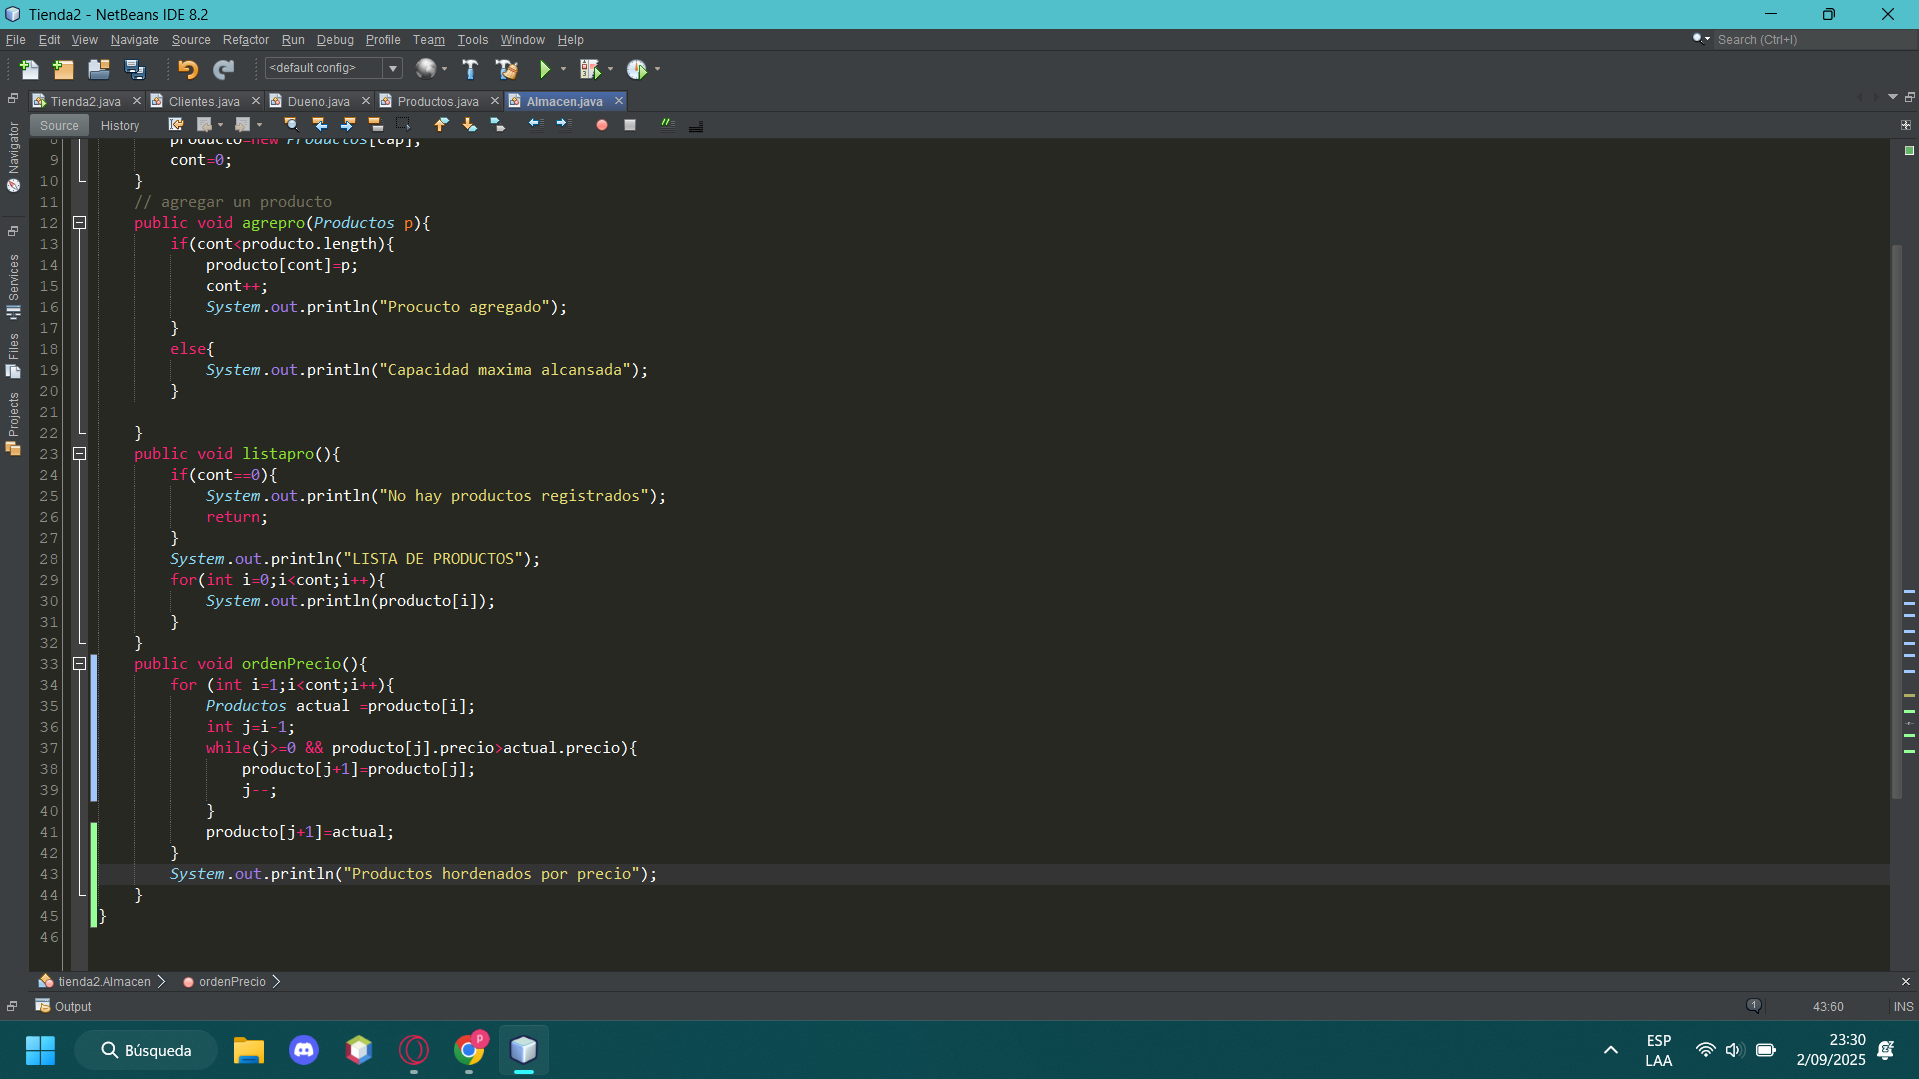 Tienda2 - NetBeans IDE 8.2
File Edit View Navigate Source Refactor Run Debug Profile Team Tools Window Help
Search (Ctrl+I)
<default config>
Tienda2.java
Clientes.java
Dueno.java
Productos.java
Almacen.java
Source History
Navigator
Services
Files
Projects
8 producto=new Productos[cap];
9 cont=0;
10 }
11 // agregar un producto
12 public void agrepro(Productos p){
13 if(cont<producto.length){
14 producto[cont]=p;
15 cont++;
16 System.out.println("Procucto agregado");
17 }
18 else{
19 System.out.println("Capacidad maxima alcansada");
20 }
21
22 }
23 public void listapro(){
24 if(cont==0){
25 System.out.println("No hay productos registrados");
26 return;
27 }
28 System.out.println("LISTA DE PRODUCTOS");
29 for(int i=0;i<cont;i++){
30 System.out.println(producto[i]);
31 }
32 }
33 public void ordenPrecio(){
34 for (int i=1;i<cont;i++){
35 Productos actual =producto[i];
36 int j=i-1;
37 while(j>=0 && producto[j].precio>actual.precio){
38 producto[j+1]=producto[j];
39 j--;
40 }
41 producto[j+1]=actual;
42 }
43 System.out.println("Productos hordenados por precio");
44 }
45 }
46
tienda2.Almacen
ordenPrecio
Output
1
43:60
INS
Búsqueda
P
ESP
LAA
23:30
2/09/2025